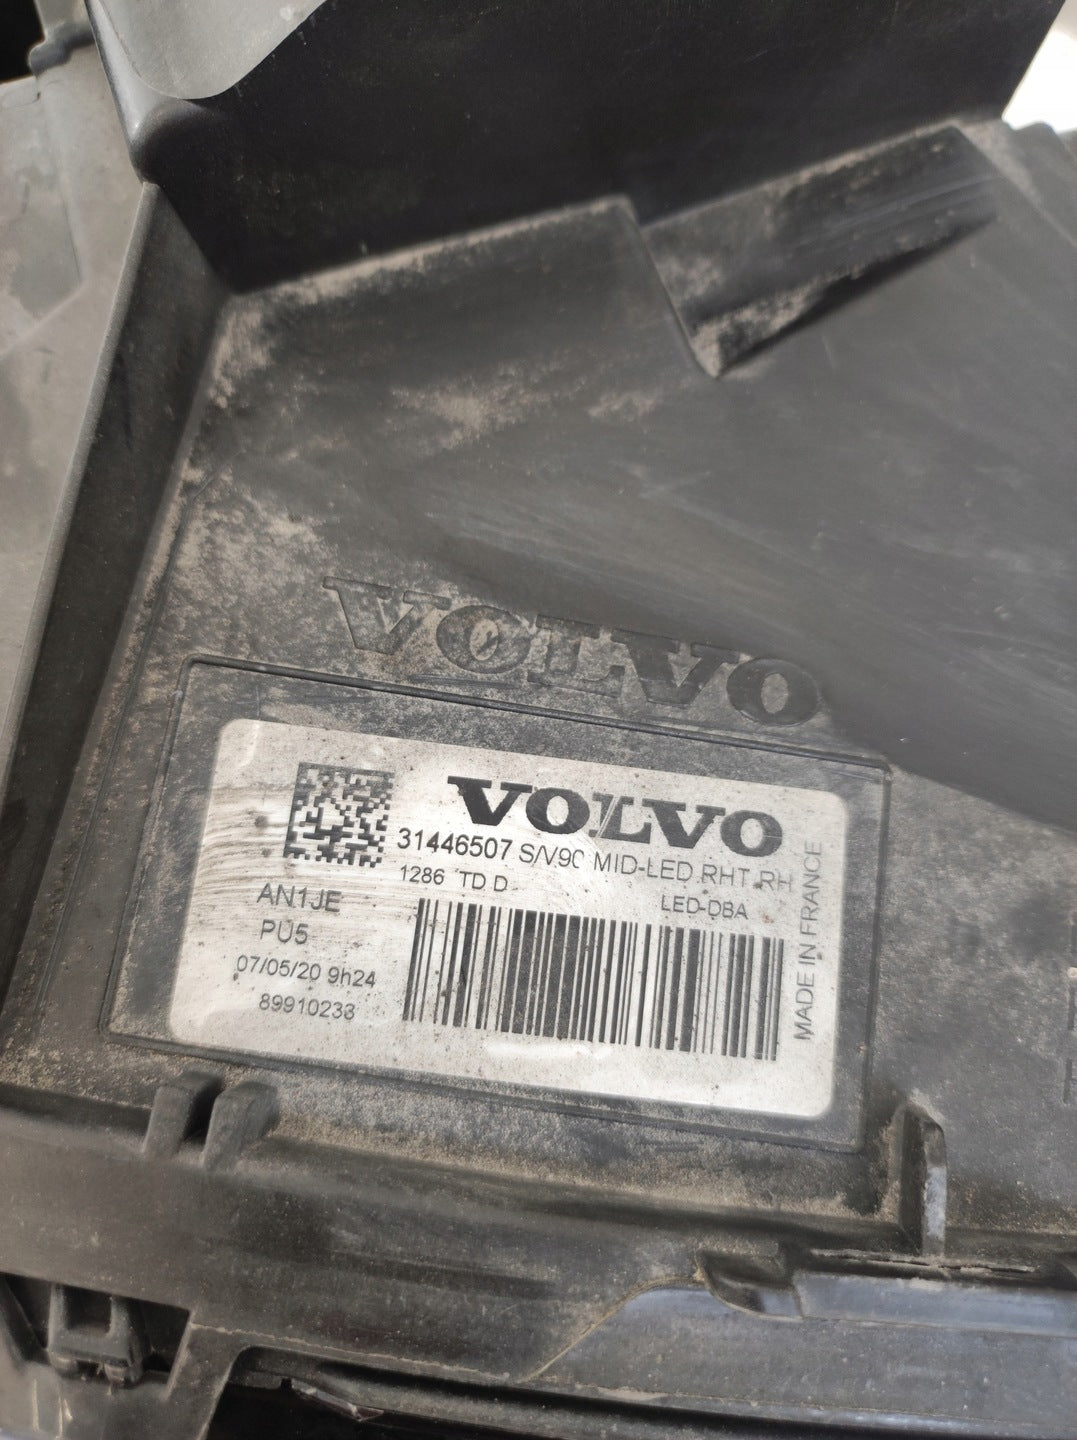 VOLVO
VOLVO
31446507 S/V90 MID-LED RHT RH
1286 TD D
LED-DBA
AN1JE
PU5
07/05/20 9h24
89910233
MADE IN FRANCE